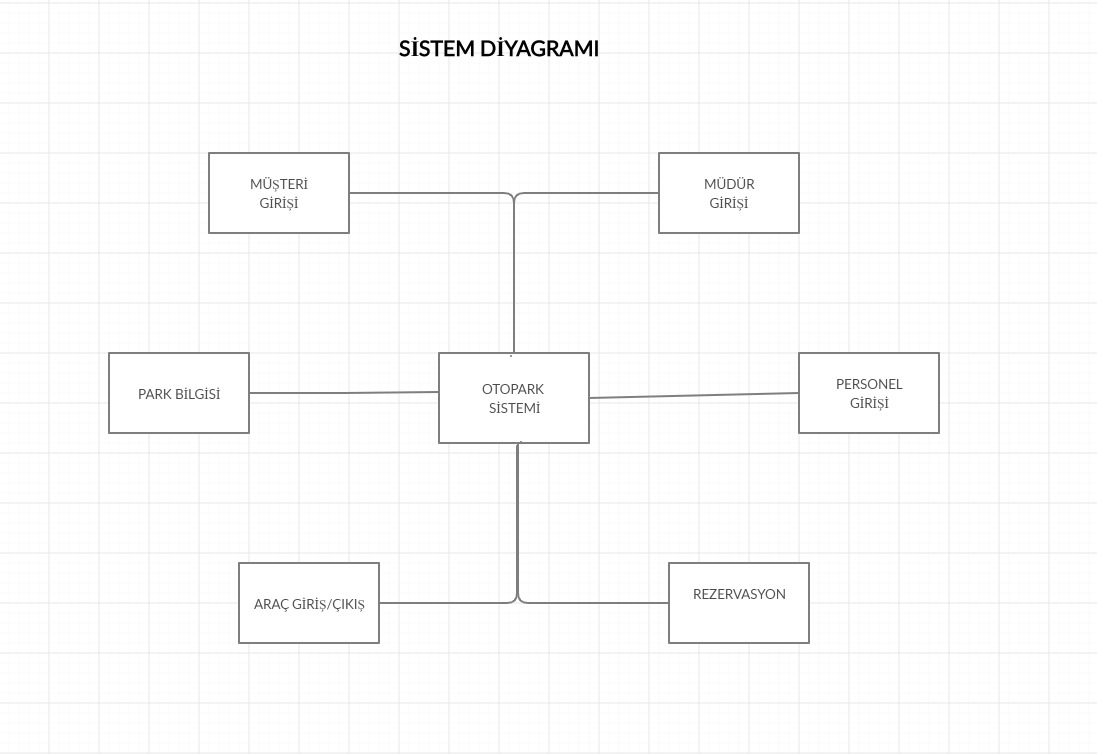 SİSTEM DİYAGRAMI
MÜŞTERİ
GİRİŞİ
MÜDÜR
GİRİŞİ
PARK BİLGİSİ
OTOPARK
SİSTEMİ
PERSONEL
GİRİŞİ
ARAÇ GİRİŞ/ÇIKIŞ
REZERVASYON